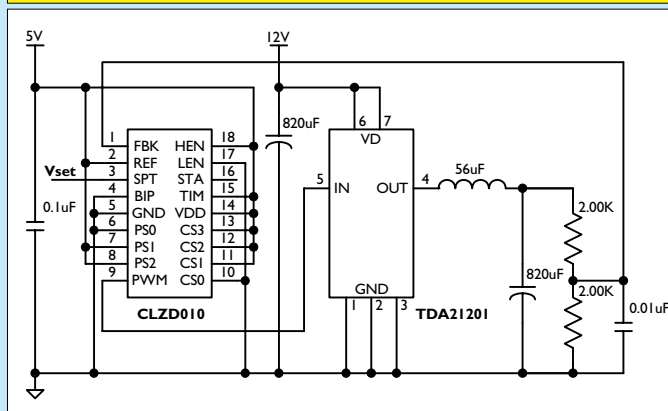 5V
12V
820uF
6 7
VD
1 FBK HEN 18
2 REF LEN 17
Vset 3 SPT STA 16
4 BIP TIM 15
0.1uF 5 GND VDD 14
6 PS0 CS3 13
7 PS1 CS2 12
8 PS2 CS1 11
9 PWM CS0 10
CLZD010
5 IN OUT 4
56uF
2.00K
820uF
2.00K
0.01uF
GND
1 2 3
TDA21201